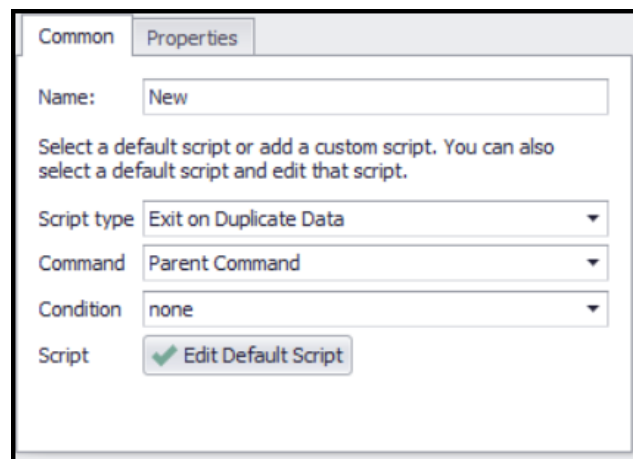 Common Properties
Name: New
Select a default script or add a custom script. You can also
select a default script and edit that script.
Script type Exit on Duplicate Data
Command Parent Command
Condition none
Script Edit Default Script